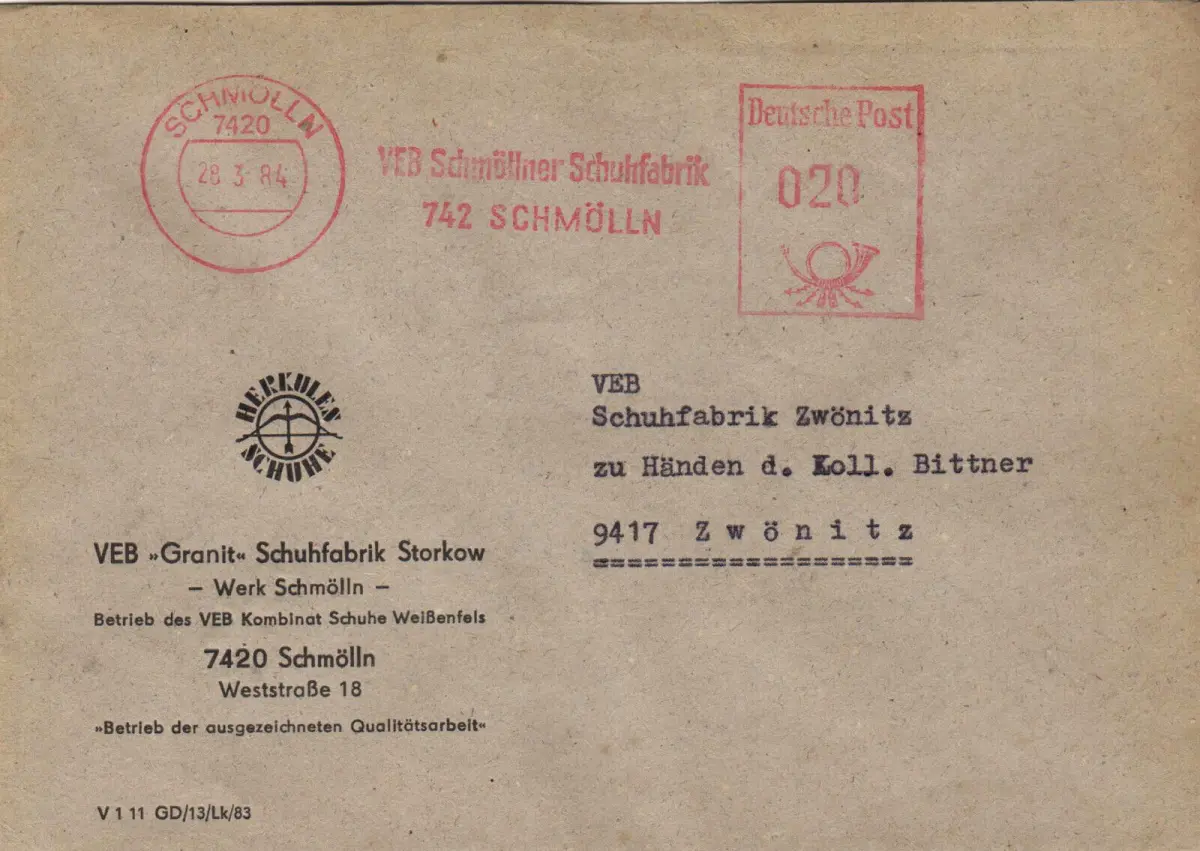 SCHMÖLLN
7420
28.3.84
VEB Schmöllner Schuhfabrik
742 SCHMÖLLN
Deutsche Post
020
HERKULES
SCHUHE
VEB »Granit« Schuhfabrik Storkow
– Werk Schmölln –
Betrieb des VEB Kombinat Schuhe Weißenfels
7420 Schmölln
Weststraße 18
»Betrieb der ausgezeichneten Qualitätsarbeit«
V 1 11 GD/13/Lk/83
VEB
Schuhfabrik Zwönitz
zu Händen d. Koll. Bittner
9417 Z w ö n i t z
===================